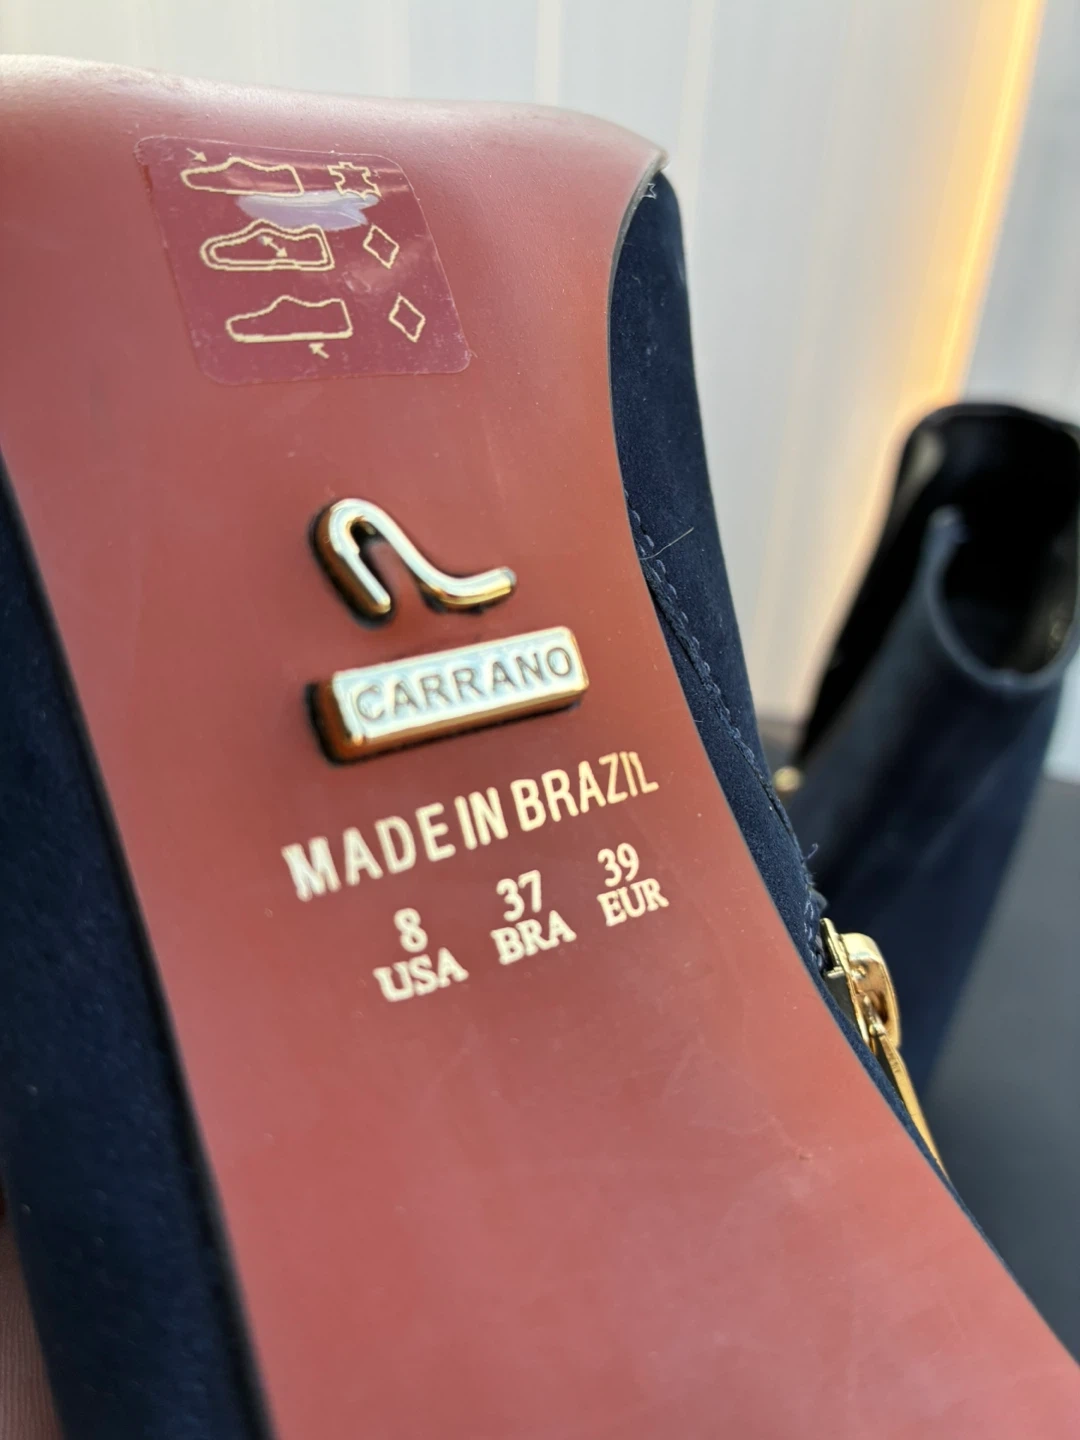 CARRANO
MADE IN BRAZIL
8 37 39
USA BRA EUR